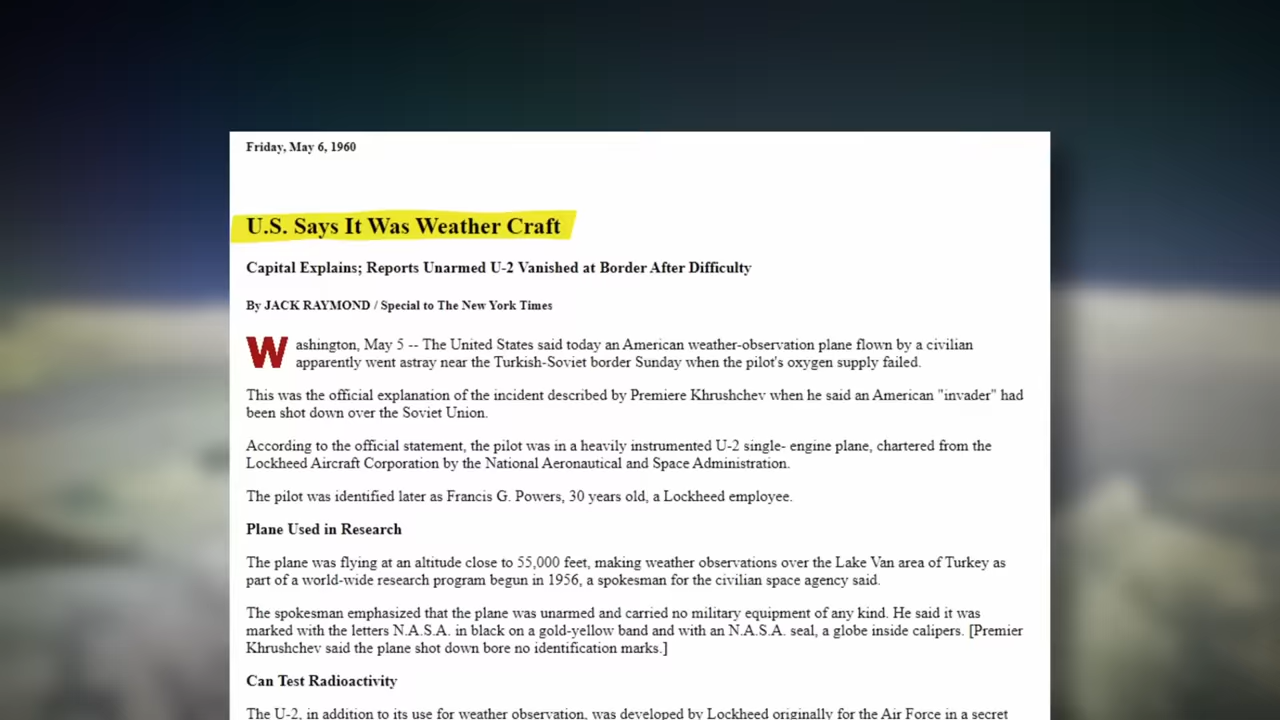 Friday, May 6, 1960
U.S. Says It Was Weather Craft
Capital Explains; Reports Unarmed U-2 Vanished at Border After Difficulty
By JACK RAYMOND / Special to The New York Times
Washington, May 5 -- The United States said today an American weather-observation plane flown by a civilian
apparently went astray near the Turkish-Soviet border Sunday when the pilot's oxygen supply failed.
This was the official explanation of the incident described by Premiere Khrushchev when he said an American "invader" had
been shot down over the Soviet Union.
According to the official statement, the pilot was in a heavily instrumented U-2 single- engine plane, chartered from the
Lockheed Aircraft Corporation by the National Aeronautical and Space Administration.
The pilot was identified later as Francis G. Powers, 30 years old, a Lockheed employee.
Plane Used in Research
The plane was flying at an altitude close to 55,000 feet, making weather observations over the Lake Van area of Turkey as
part of a world-wide research program begun in 1956, a spokesman for the civilian space agency said.
The spokesman emphasized that the plane was unarmed and carried no military equipment of any kind. He said it was
marked with the letters N.A.S.A. in black on a gold-yellow band and with an N.A.S.A. seal, a globe inside calipers. [Premier
Khrushchev said the plane shot down bore no identification marks.]
Can Test Radioactivity
The U-2, in addition to its use for weather observation, was developed by Lockheed originally for the Air Force in a secret